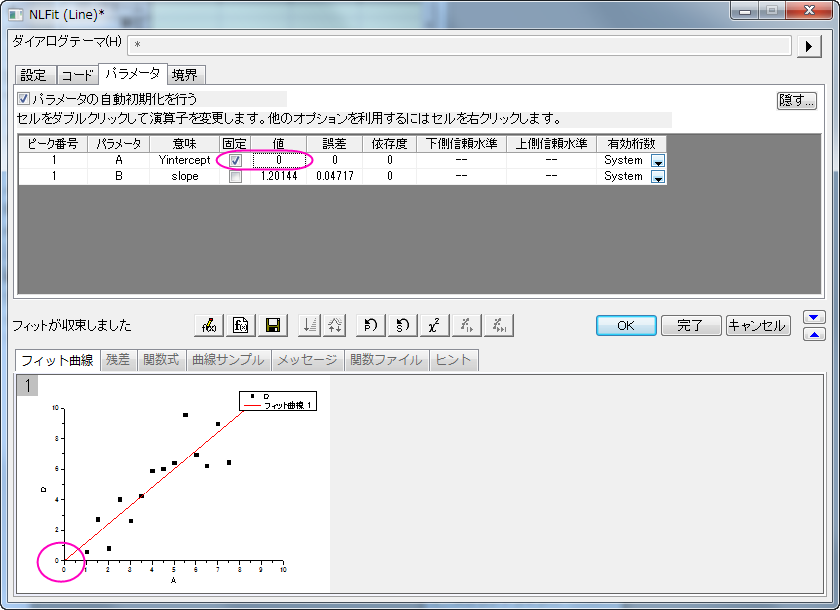 NLFit (Line)*
ダイアログテーマ(H) *
設定 コード パラメータ 境界
パラメータの自動初期化を行う
隠す...
セルをダブルクリックして演算子を変更します。他のオプションを利用するにはセルを右クリックします。
ピーク番号 パラメータ 意味 固定 値 誤差 依存度 下側信頼水準 上側信頼水準 有効桁数
1 A Yintercept 0 0 0 -- -- System
1 B slope 1.20144 0.04717 0 -- -- System
フィットが収束しました
OK 完了 キャンセル
フィット曲線 残差 関数式 曲線サンプル メッセージ 関数ファイル ヒント
1
D
フィット曲線 1
10
8
6
4
2
0
D
0 1 2 3 4 5 6 7 8 9 10
A